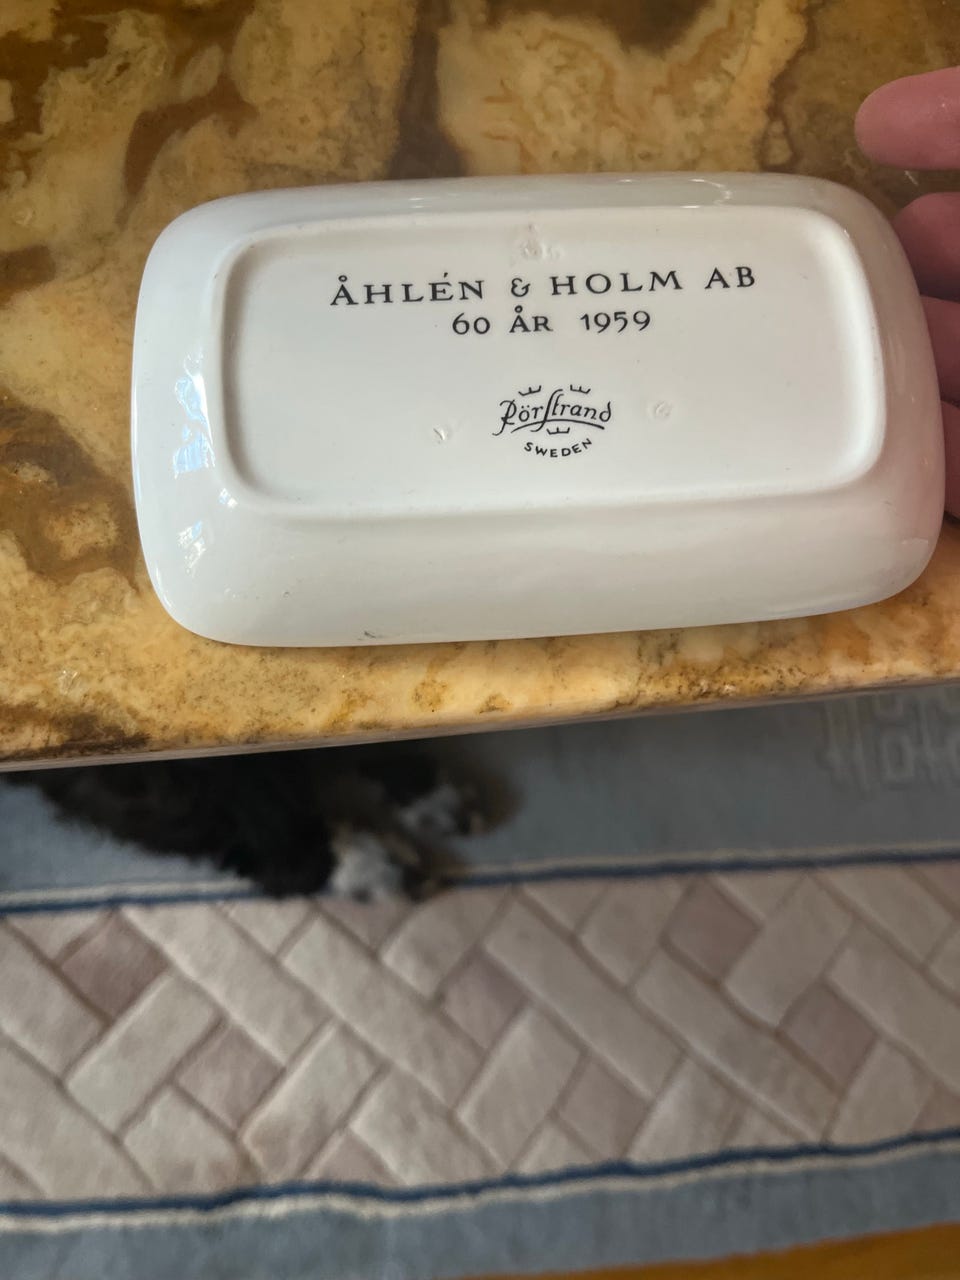 ÅHLÉN & HOLM AB
60 ÅR 1959
Rörstrand
SWEDEN